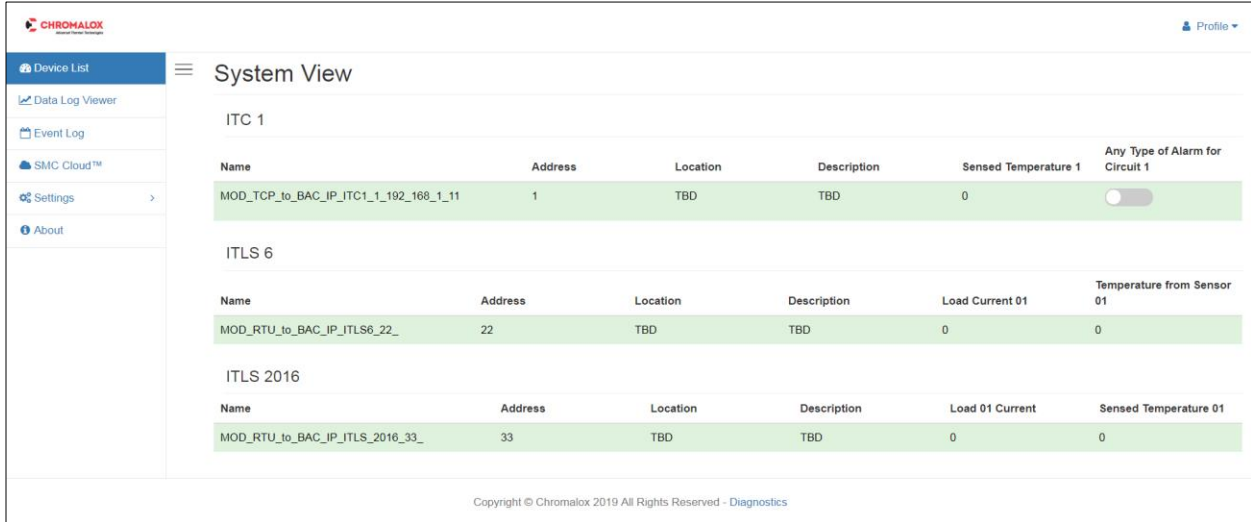 CHROMALOX
Advanced Thermal Technologies
Profile
Device List
Data Log Viewer
Event Log
SMC Cloud™
Settings
About
System View
ITC 1
Name Address Location Description Sensed Temperature 1 Any Type of Alarm for Circuit 1
MOD_TCP_to_BAC_IP_ITC1_1_192_168_1_11 1 TBD TBD 0
ITLS 6
Name Address Location Description Load Current 01 Temperature from Sensor 01
MOD_RTU_to_BAC_IP_ITLS6_22_ 22 TBD TBD 0 0
ITLS 2016
Name Address Location Description Load 01 Current Sensed Temperature 01
MOD_RTU_to_BAC_IP_ITLS_2016_33_ 33 TBD TBD 0 0
Copyright © Chromalox 2019 All Rights Reserved - Diagnostics